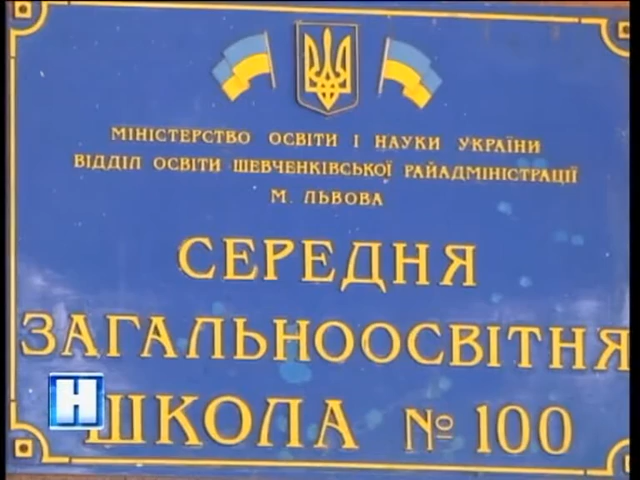 МІНІСТЕРСТВО ОСВІТИ І НАУКИ УКРАЇНИ
ВІДДІЛ ОСВІТИ ШЕВЧЕНКІВСЬКОЇ РАЙАДМІНІСТРАЦІЇ
М. ЛЬВОВА
СЕРЕДНЯ
ЗАГАЛЬНООСВІТНЯ
ШКОЛА № 100
Н